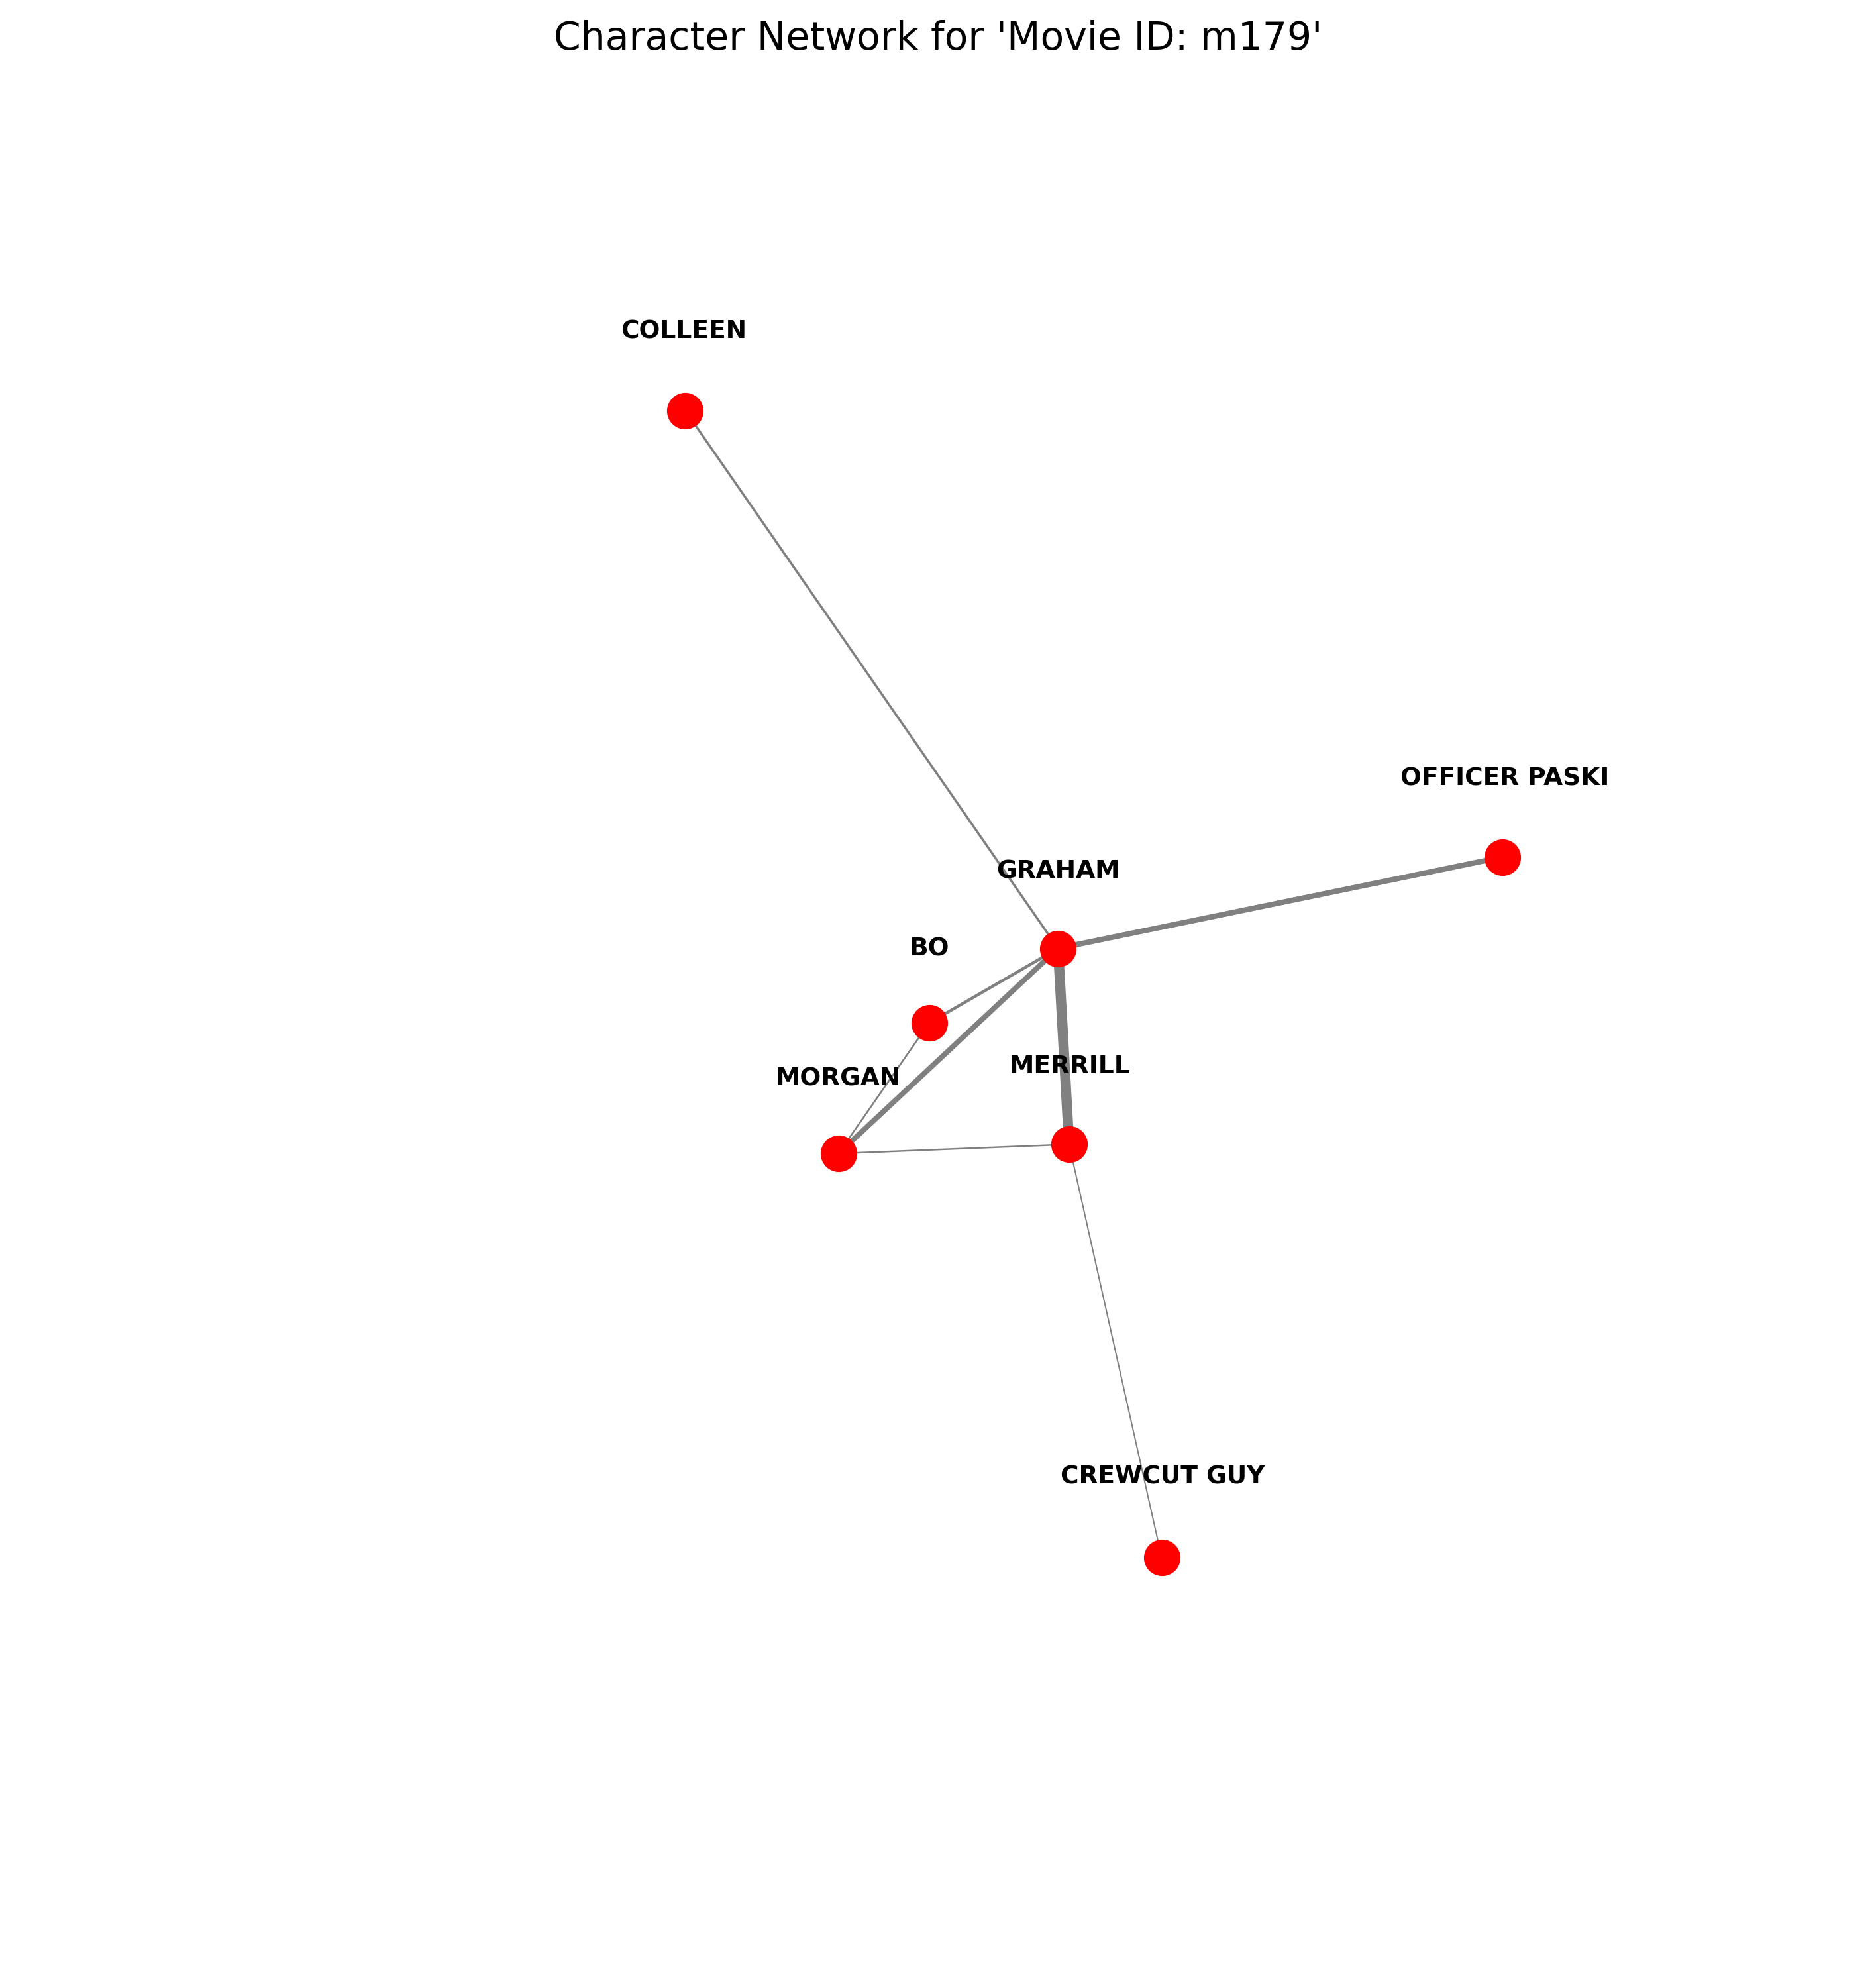 Character Network for 'Movie ID: m179'
COLLEEN
OFFICER PASKI
GRAHAM
BO
MERRILL
MORGAN
CREWCUT GUY